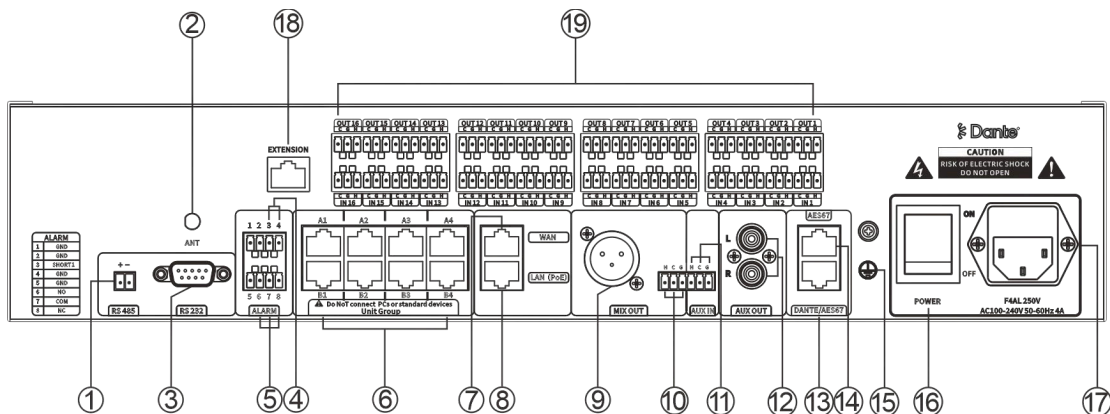 ② ⑱ ⑲
OUT 16 OUT 15 OUT 14 OUT 13 OUT 12 OUT 11 OUT 10 OUT 9 OUT 8 OUT 7 OUT 6 OUT 5 OUT 4 OUT 3 OUT 2 OUT 1
Dante
CAUTION
RISK OF ELECTRIC SHOCK
DO NOT OPEN
EXTENSION
IN 16 IN 15 IN 14 IN 13 IN 12 IN 11 IN 10 IN 9 IN 8 IN 7 IN 6 IN 5 IN 4 IN 3 IN 2 IN 1
ANT
1 2 3 4
A1 A2 A3 A4
WAN
LAN (PoE)
L
R
AES67
ON
OFF
ALARM
1 GND
2 GND
3 SHORT1
4 GND
5 GND
6 NO
7 COM
8 NC
+ -
H C G H C G
5 6 7 8
B1 B2 B3 B4
Do NoT connect PCs or standard devices
Unit Group
RS 485
RS 232
ALARM
MIX OUT
AUX IN
AUX OUT
DANTE/AES67
POWER
F4AL 250V
AC100-240V 50-60Hz 4A
① ③ ⑤ ④ ⑥ ⑦ ⑧ ⑨ ⑩ ⑪ ⑫ ⑬ ⑭ ⑮ ⑯ ⑰